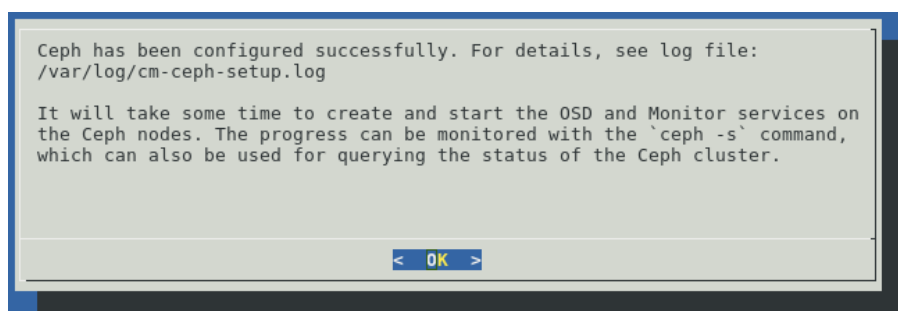 Ceph has been configured successfully. For details, see log file:
/var/log/cm-ceph-setup.log
It will take some time to create and start the OSD and Monitor services on
the Ceph nodes. The progress can be monitored with the `ceph -s` command,
which can also be used for querying the status of the Ceph cluster.
<  OK  >